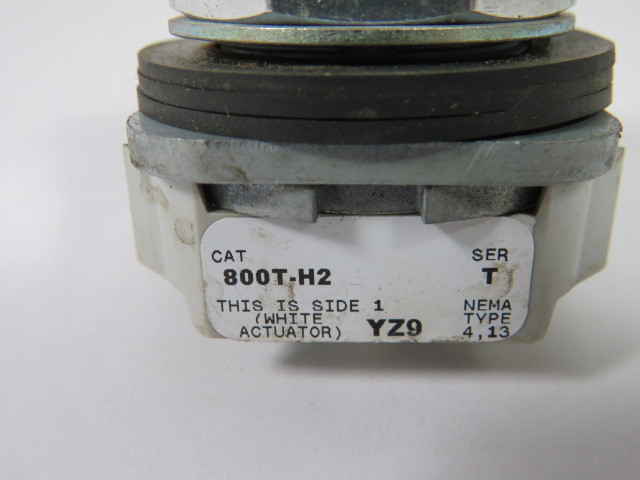 CAT SER
800T-H2 T
THIS IS SIDE 1 NEMA
(WHITE TYPE
ACTUATOR) YZ9 4,13